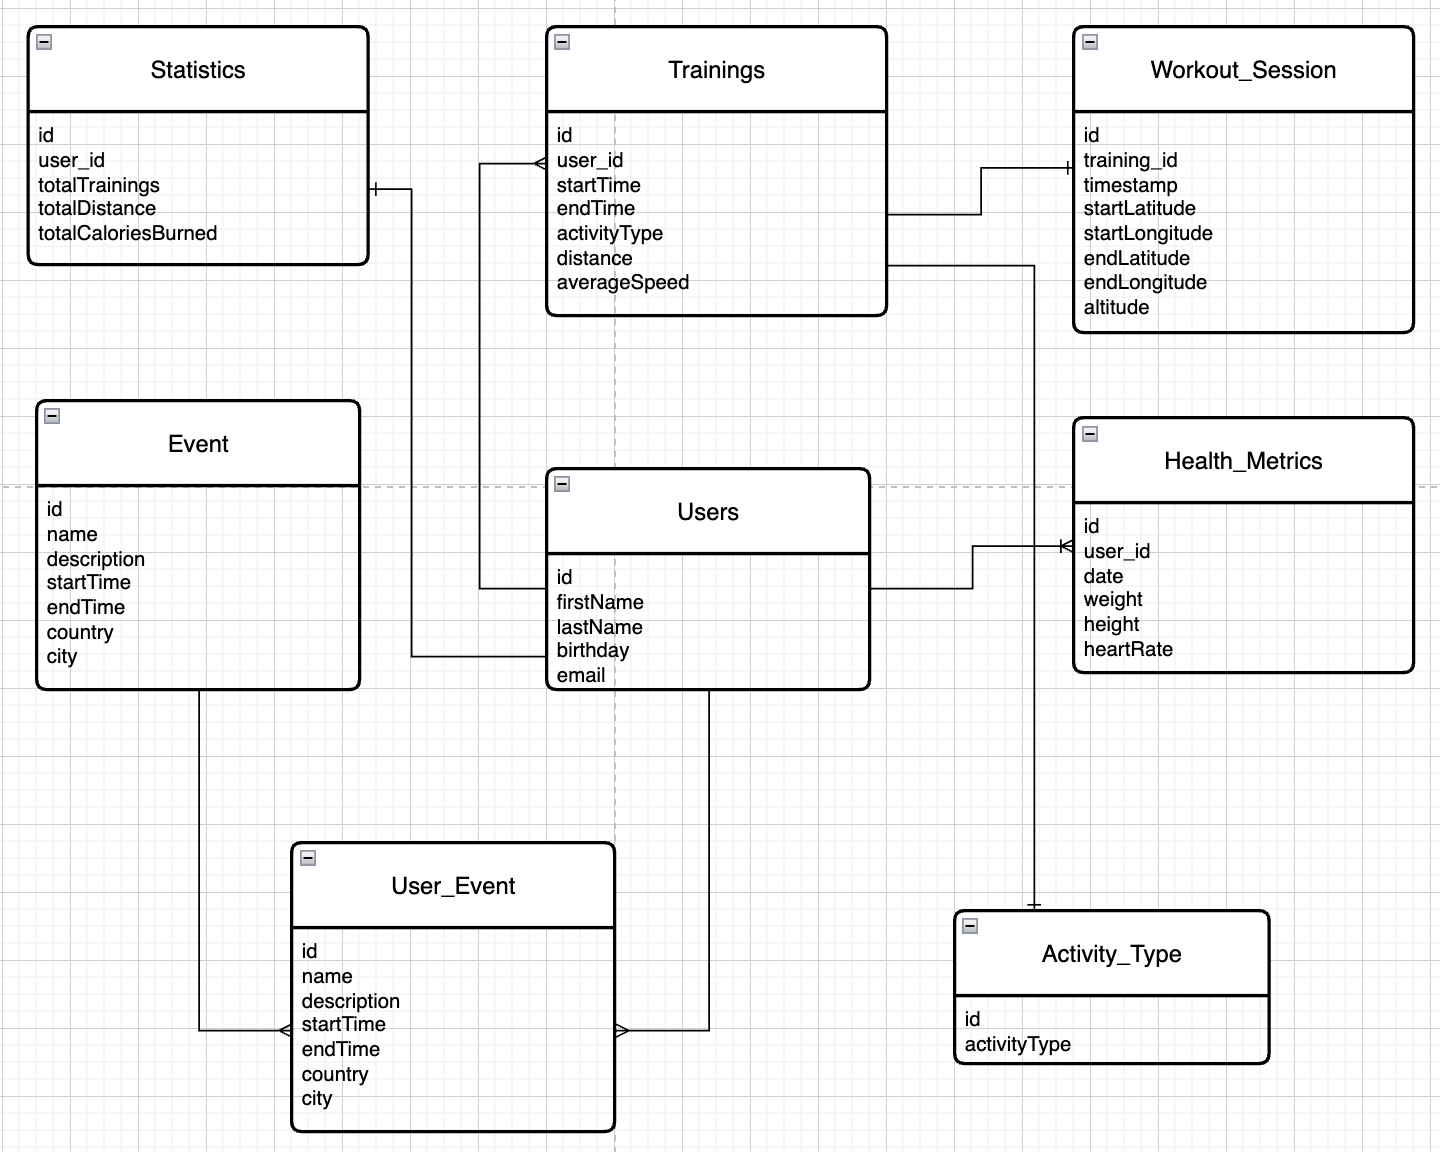 Statistics
id
user_id
totalTrainings
totalDistance
totalCaloriesBurned
Trainings
id
user_id
startTime
endTime
activityType
distance
averageSpeed
Workout_Session
id
training_id
timestamp
startLatitude
startLongitude
endLatitude
endLongitude
altitude
Event
id
name
description
startTime
endTime
country
city
Users
id
firstName
lastName
birthday
email
Health_Metrics
id
user_id
date
weight
height
heartRate
User_Event
id
name
description
startTime
endTime
country
city
Activity_Type
id
activityType